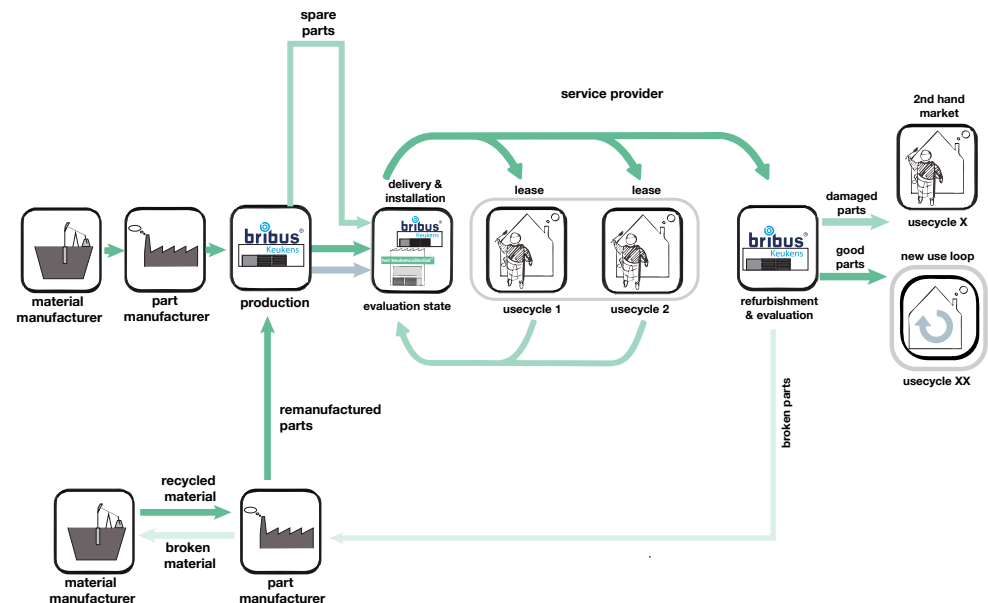 spare
parts
service provider
2nd hand
market
delivery &
installation
lease
lease
damaged
parts
usecycle X
bribus®
Keukens
bribus®
Keukens
het keukencollectief
bribus®
Keukens
good
parts
new use loop
material
manufacturer
part
manufacturer
production
evaluation state
usecycle 1
usecycle 2
refurbishment
& evaluation
usecycle XX
broken parts
remanufactured
parts
recycled
material
broken
material
material
manufacturer
part
manufacturer